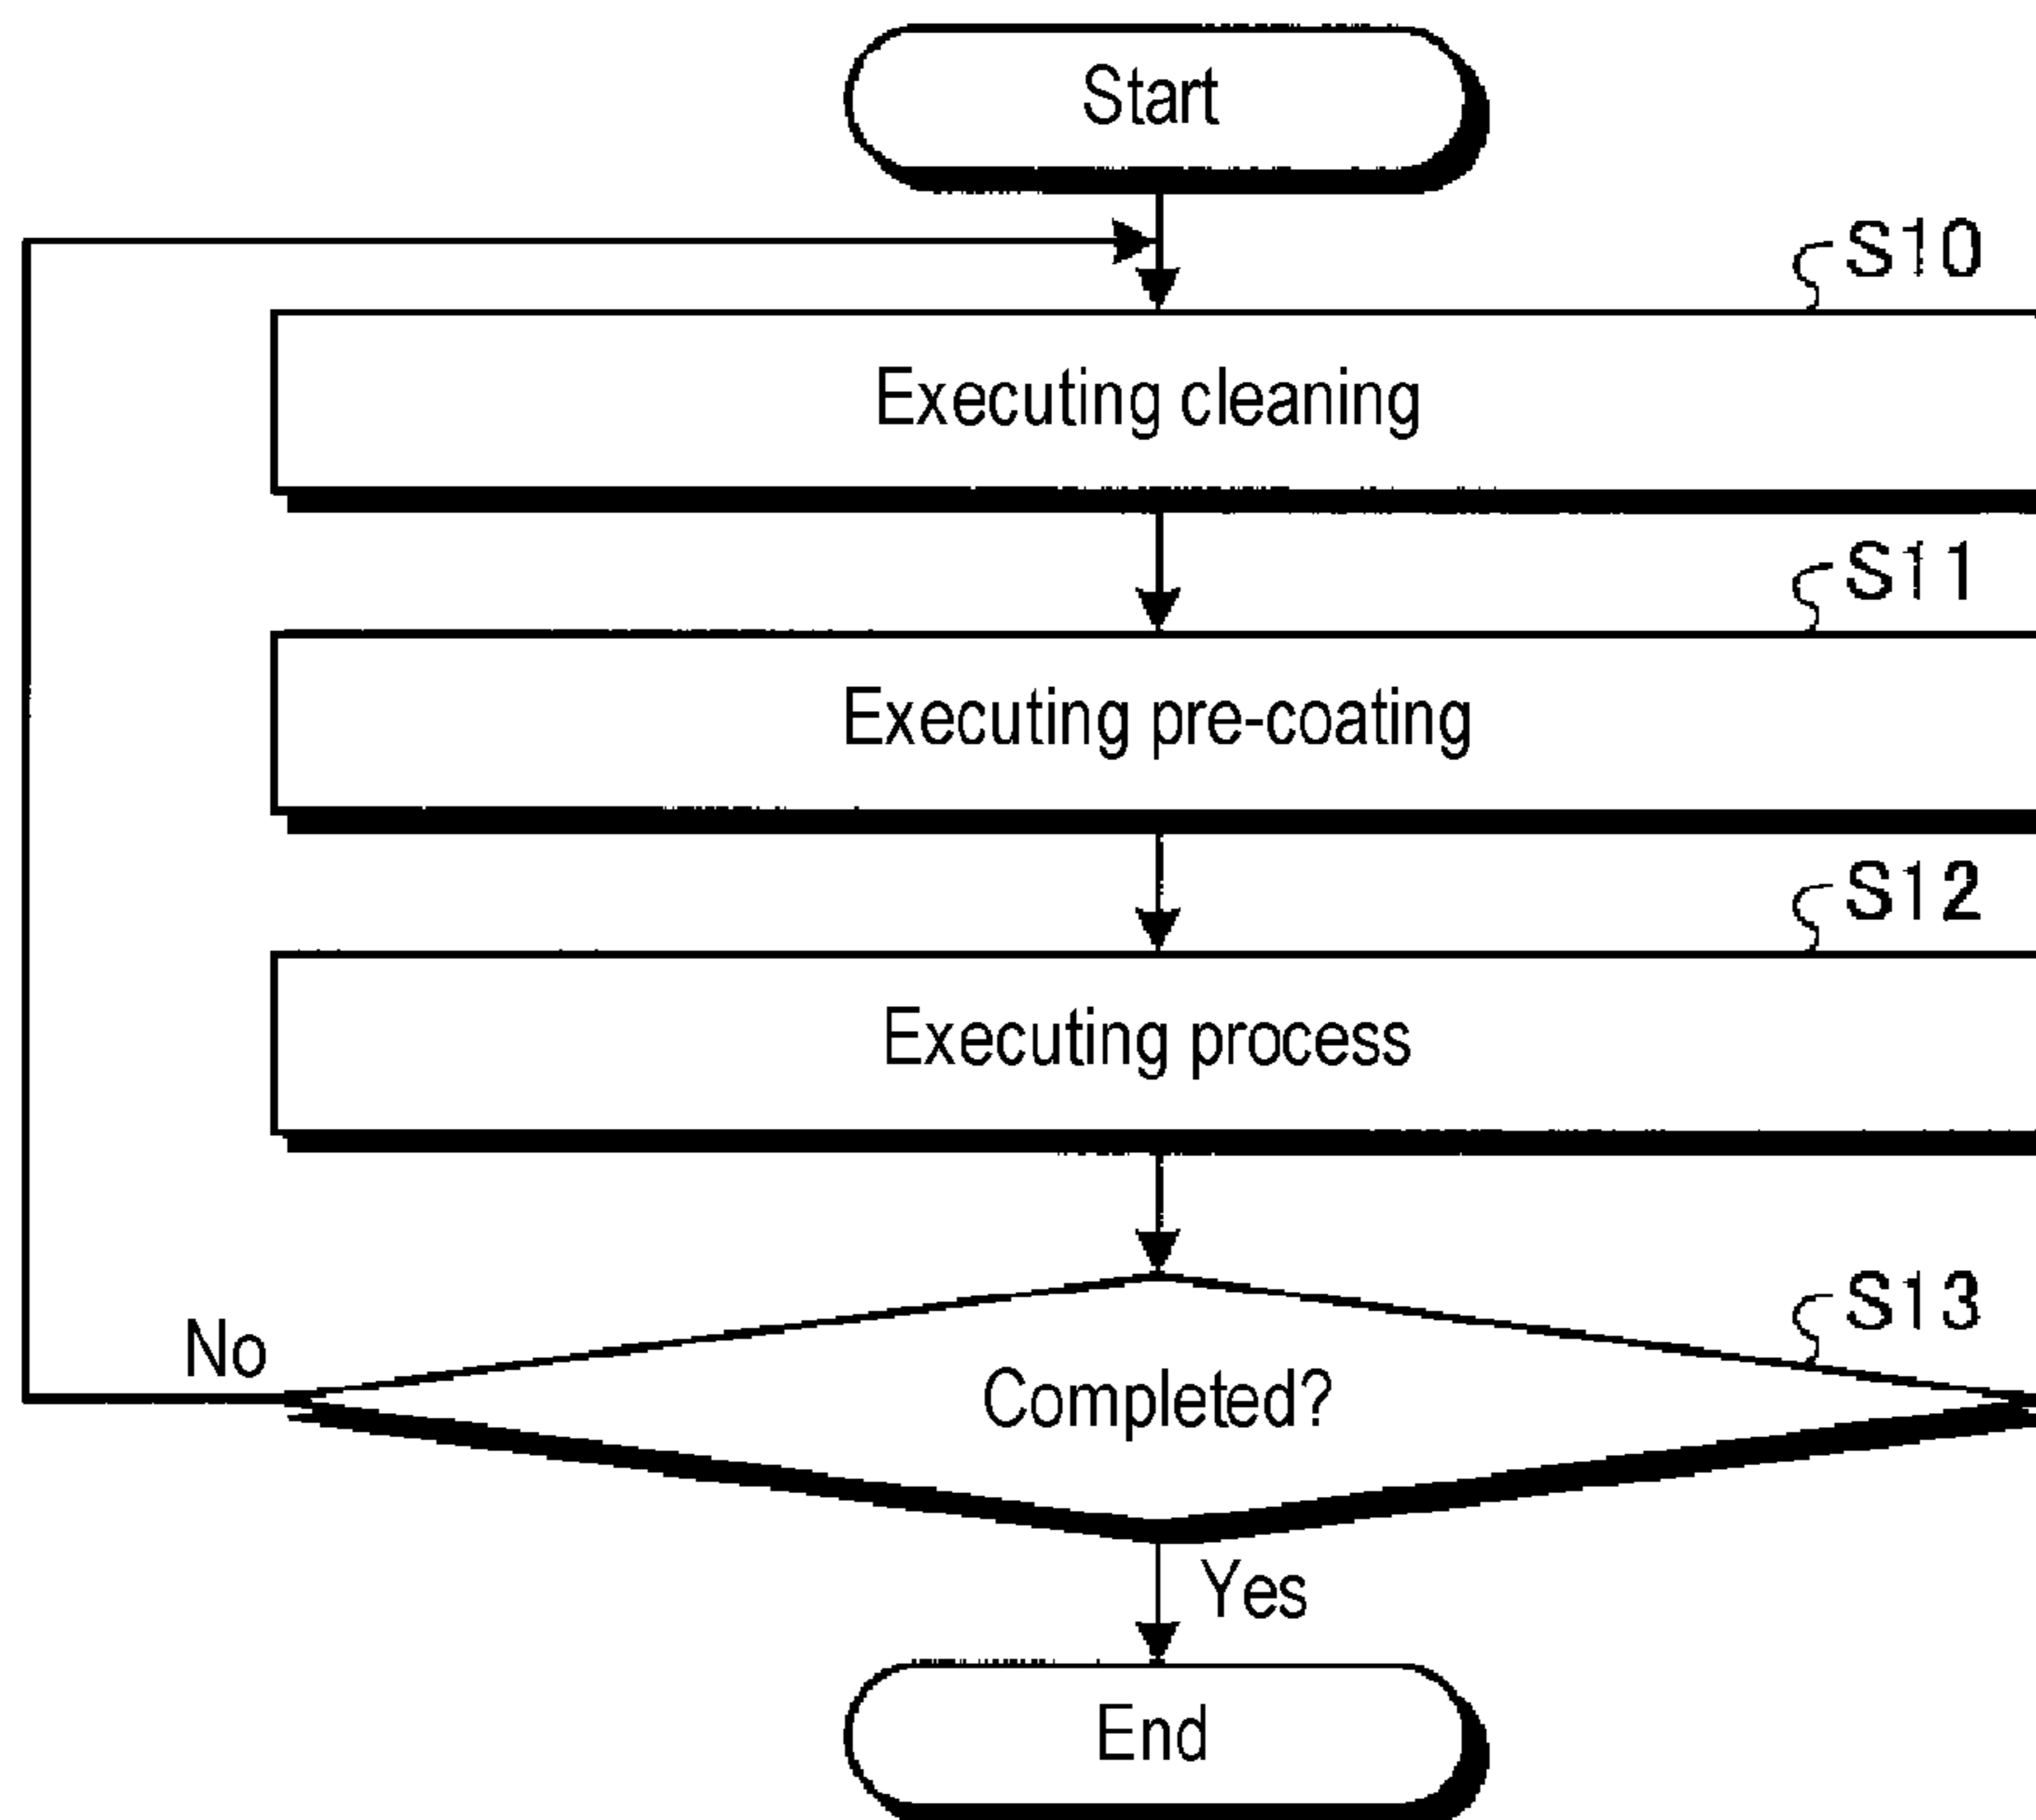 Start
S10
Executing cleaning
S11
Executing pre-coating
S12
Executing process
S13
No
Completed?
Yes
End